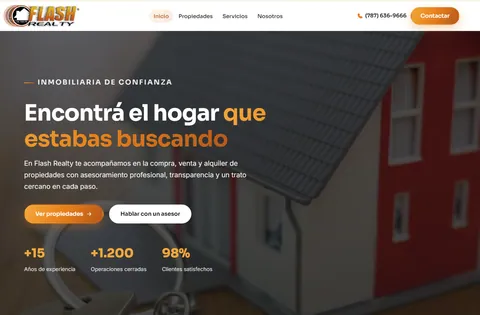 FLASH
REALTY
Inicio Propiedades Servicios Nosotros (787) 636-9666 Contactar
INMOBILIARIA DE CONFIANZA
Encontrá el hogar que
estabas buscando
En Flash Realty te acompañamos en la compra, venta y alquiler de
propiedades con asesoramiento profesional, transparencia y un trato
cercano en cada paso.
Ver propiedades → Hablar con un asesor
+15 +1.200 98%
Años de experiencia Operaciones cerradas Clientes satisfechos